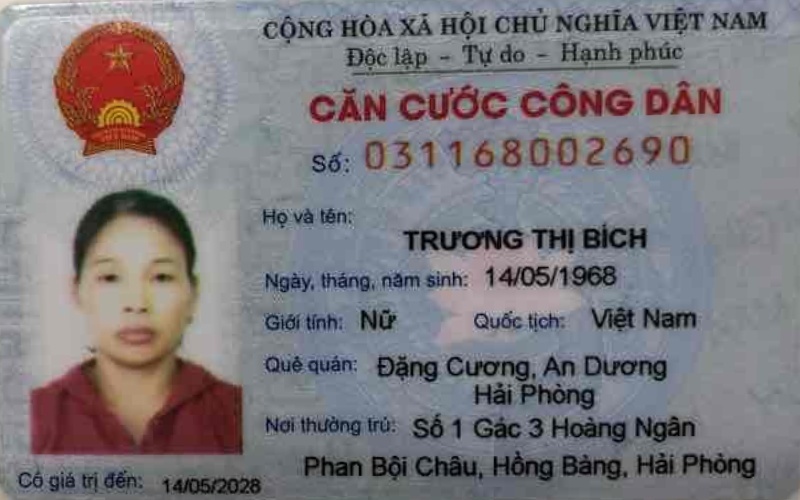 CỘNG HÒA XÃ HỘI CHỦ NGHĨA VIỆT NAM
Độc lập - Tự do - Hạnh phúc
CĂN CƯỚC CÔNG DÂN
Số: 031168002690
Họ và tên:
TRƯƠNG THỊ BÍCH
Ngày, tháng, năm sinh: 14/05/1968
Giới tính: Nữ Quốc tịch: Việt Nam
Quê quán: Đặng Cương, An Dương
Hải Phòng
Nơi thường trú: Số 1 Gác 3 Hoàng Ngân
Phan Bội Châu, Hồng Bàng, Hải Phòng
Có giá trị đến: 14/05/2028